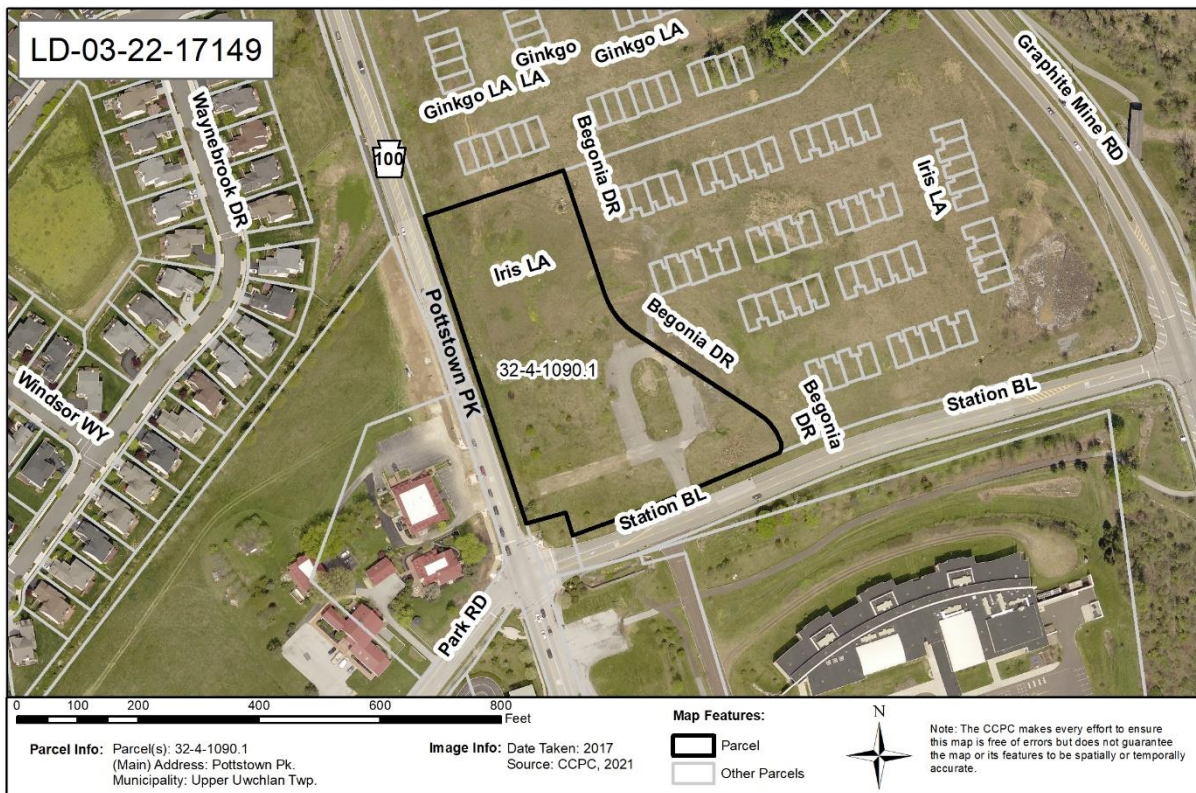 LD-03-22-17149
Ginkgo LA
Ginkgo
LA
Ginkgo LA
Graphite Mine RD
Waynebrook DR
100
Begonia DR
Iris LA
Iris LA
Pottstown PK
Begonia DR
32-4-1090.1
Windsor WY
Begonia
DR
Station BL
Station BL
Park RD
0 100 200 400 600 800
Feet
Parcel Info: Parcel(s): 32-4-1090.1
(Main) Address: Pottstown Pk.
Municipality: Upper Uwchlan Twp.
Image Info: Date Taken: 2017
Source: CCPC, 2021
Map Features:
Parcel
Other Parcels
N
Note: The CCPC makes every effort to ensure
this map is free of errors but does not guarantee
the map or its features to be spatially or temporally
accurate.